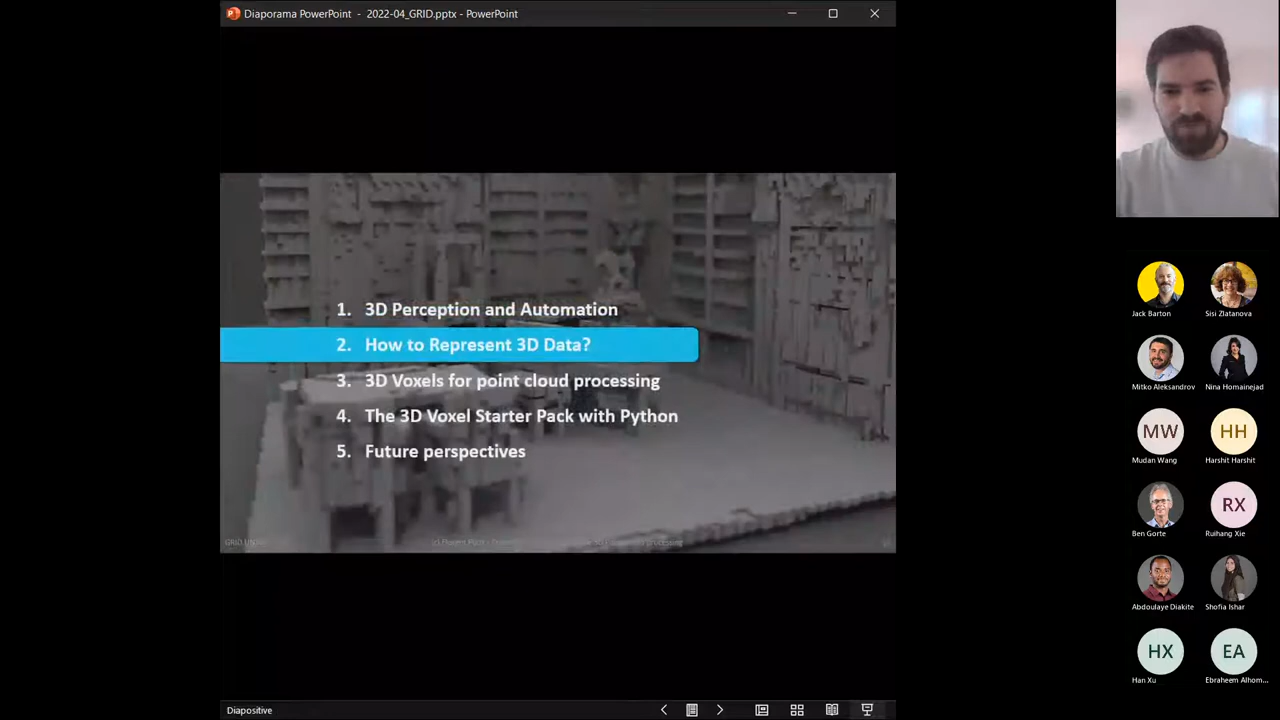 Diaporama PowerPoint - 2022-04_GRID.pptx - PowerPoint
1. 3D Perception and Automation
2. How to Represent 3D Data?
3. 3D Voxels for point cloud processing
4. The 3D Voxel Starter Pack with Python
5. Future perspectives
Diapositive
Jack Barton
Sisi Zlatanova
Mitko Aleksandrov
Nina Homainejad
MW
HH
Mudan Wang
Harshit Harshit
RX
Ben Gorte
Ruihang Xie
Abdoulaye Diakite
Shofia Ishar
HX
EA
Han Xu
Ebraheem Alhom...